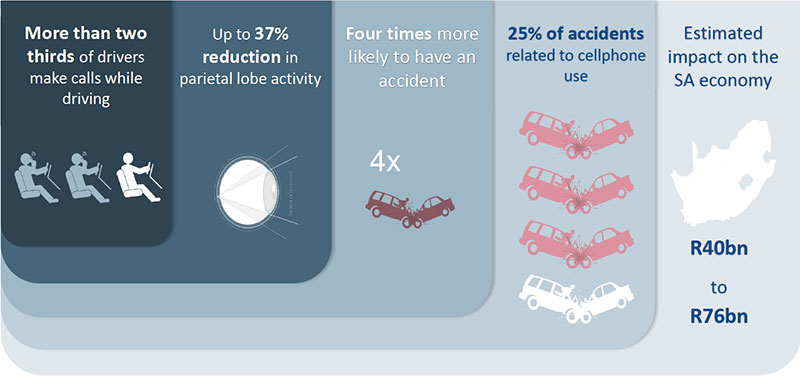 More than two
thirds of drivers
make calls while
driving
Up to 37%
reduction in
parietal lobe activity
Four times more
likely to have an
accident
4x
25% of accidents
related to cellphone
use
Estimated
impact on the
SA economy
R40bn
to
R76bn